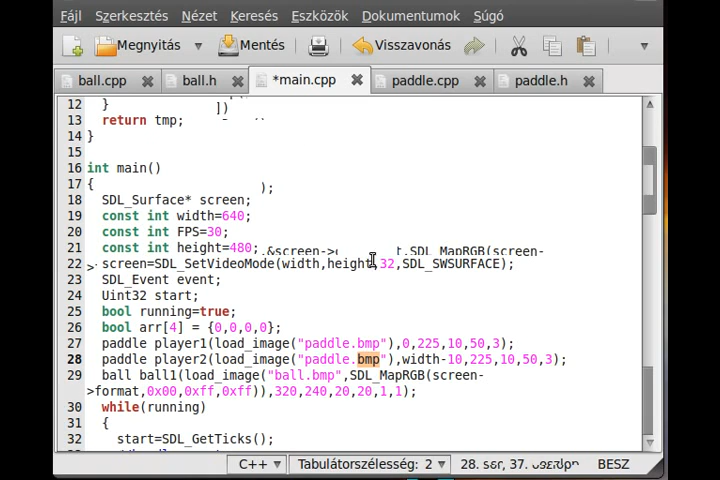 Fájl Szerkesztés Nézet Keresés Eszközök Dokumentumok Súgó
Megnyitás Mentés Visszavonás
ball.cpp ball.h *main.cpp paddle.cpp paddle.h
12 }
])
13 return tmp;
14 }
15
16 int main()
17 {
);
18 SDL_Surface* screen;
19 const int width=640;
20 const int FPS=30;
21 const int height=480;
,&screen-> t,SDL_MapRGB(screen-
22 screen=SDL_SetVideoMode(width,height,32,SDL_SWSURFACE);
>
23 SDL_Event event;
24 Uint32 start;
25 bool running=true;
26 bool arr[4] = {0,0,0,0};
27 paddle player1(load_image("paddle.bmp"),0,225,10,50,3);
28 paddle player2(load_image("paddle.bmp"),width-10,225,10,50,3);
29 ball ball1(load_image("ball.bmp",SDL_MapRGB(screen-
>format,0x00,0xff,0xff)),320,240,20,20,1,1);
30 while(running)
31 {
32 start=SDL_GetTicks();
C++ Tabulátorszélesség: 2 28. sor, 37. BESZ